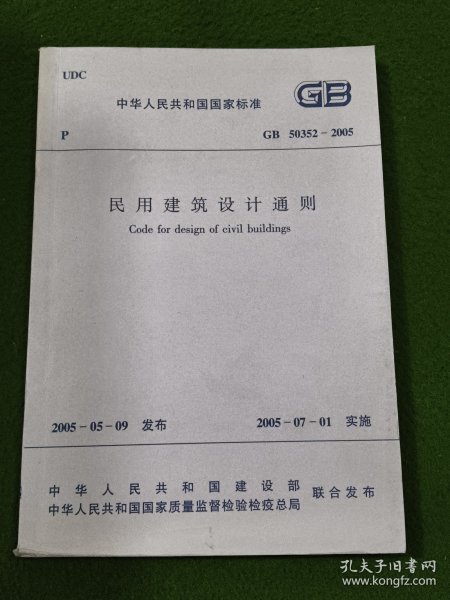 UDC
中华人民共和国国家标准
GB
P
GB 50352-2005
民用建筑设计通则
Code for design of civil buildings
2005-05-09 发布
2005-07-01 实施
中华人民共和国建设部
中华人民共和国国家质量监督检验检疫总局
联合发布
孔夫子旧书网
www.kongfz.com